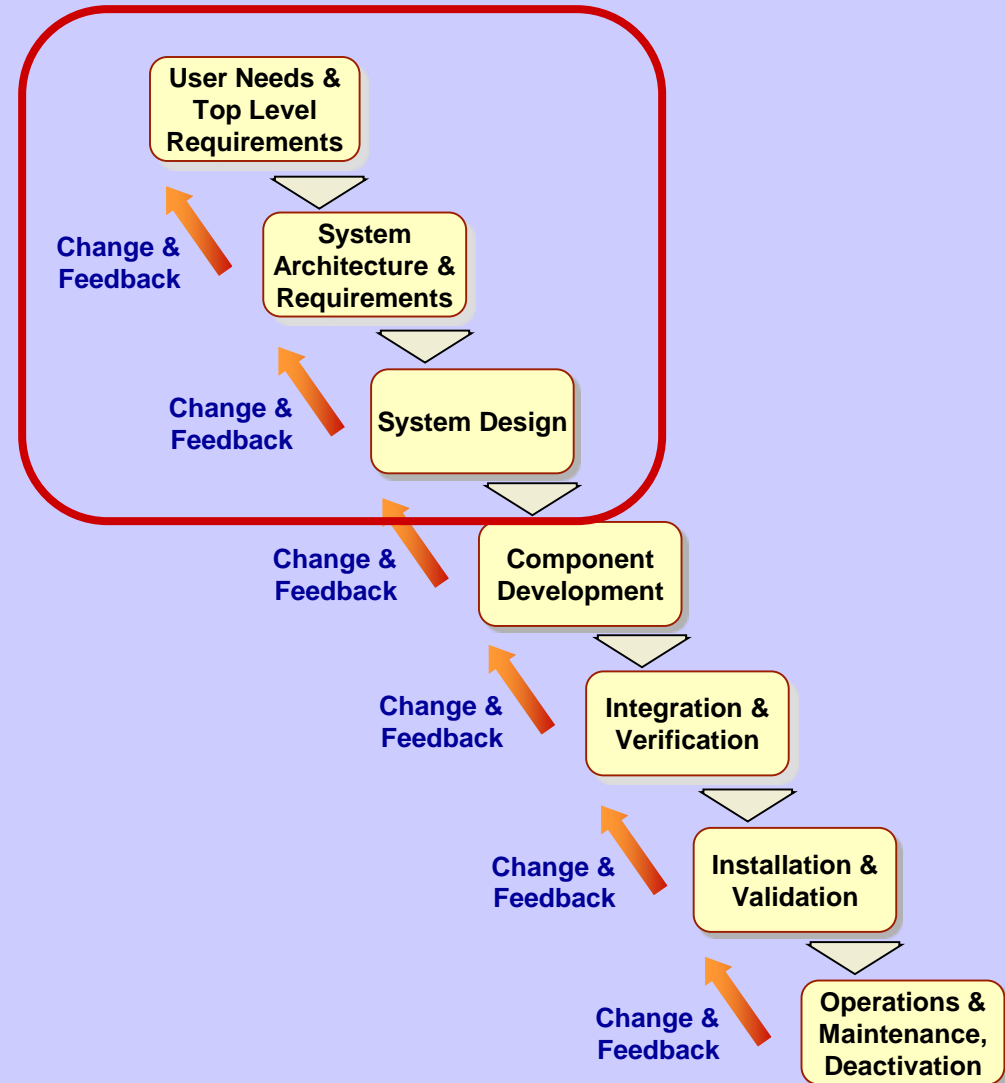 User Needs &
Top Level
Requirements
Change &
Feedback
System
Architecture &
Requirements
Change &
Feedback
System Design
Change &
Feedback
Component
Development
Change &
Feedback
Integration &
Verification
Change &
Feedback
Installation &
Validation
Change &
Feedback
Operations &
Maintenance,
Deactivation